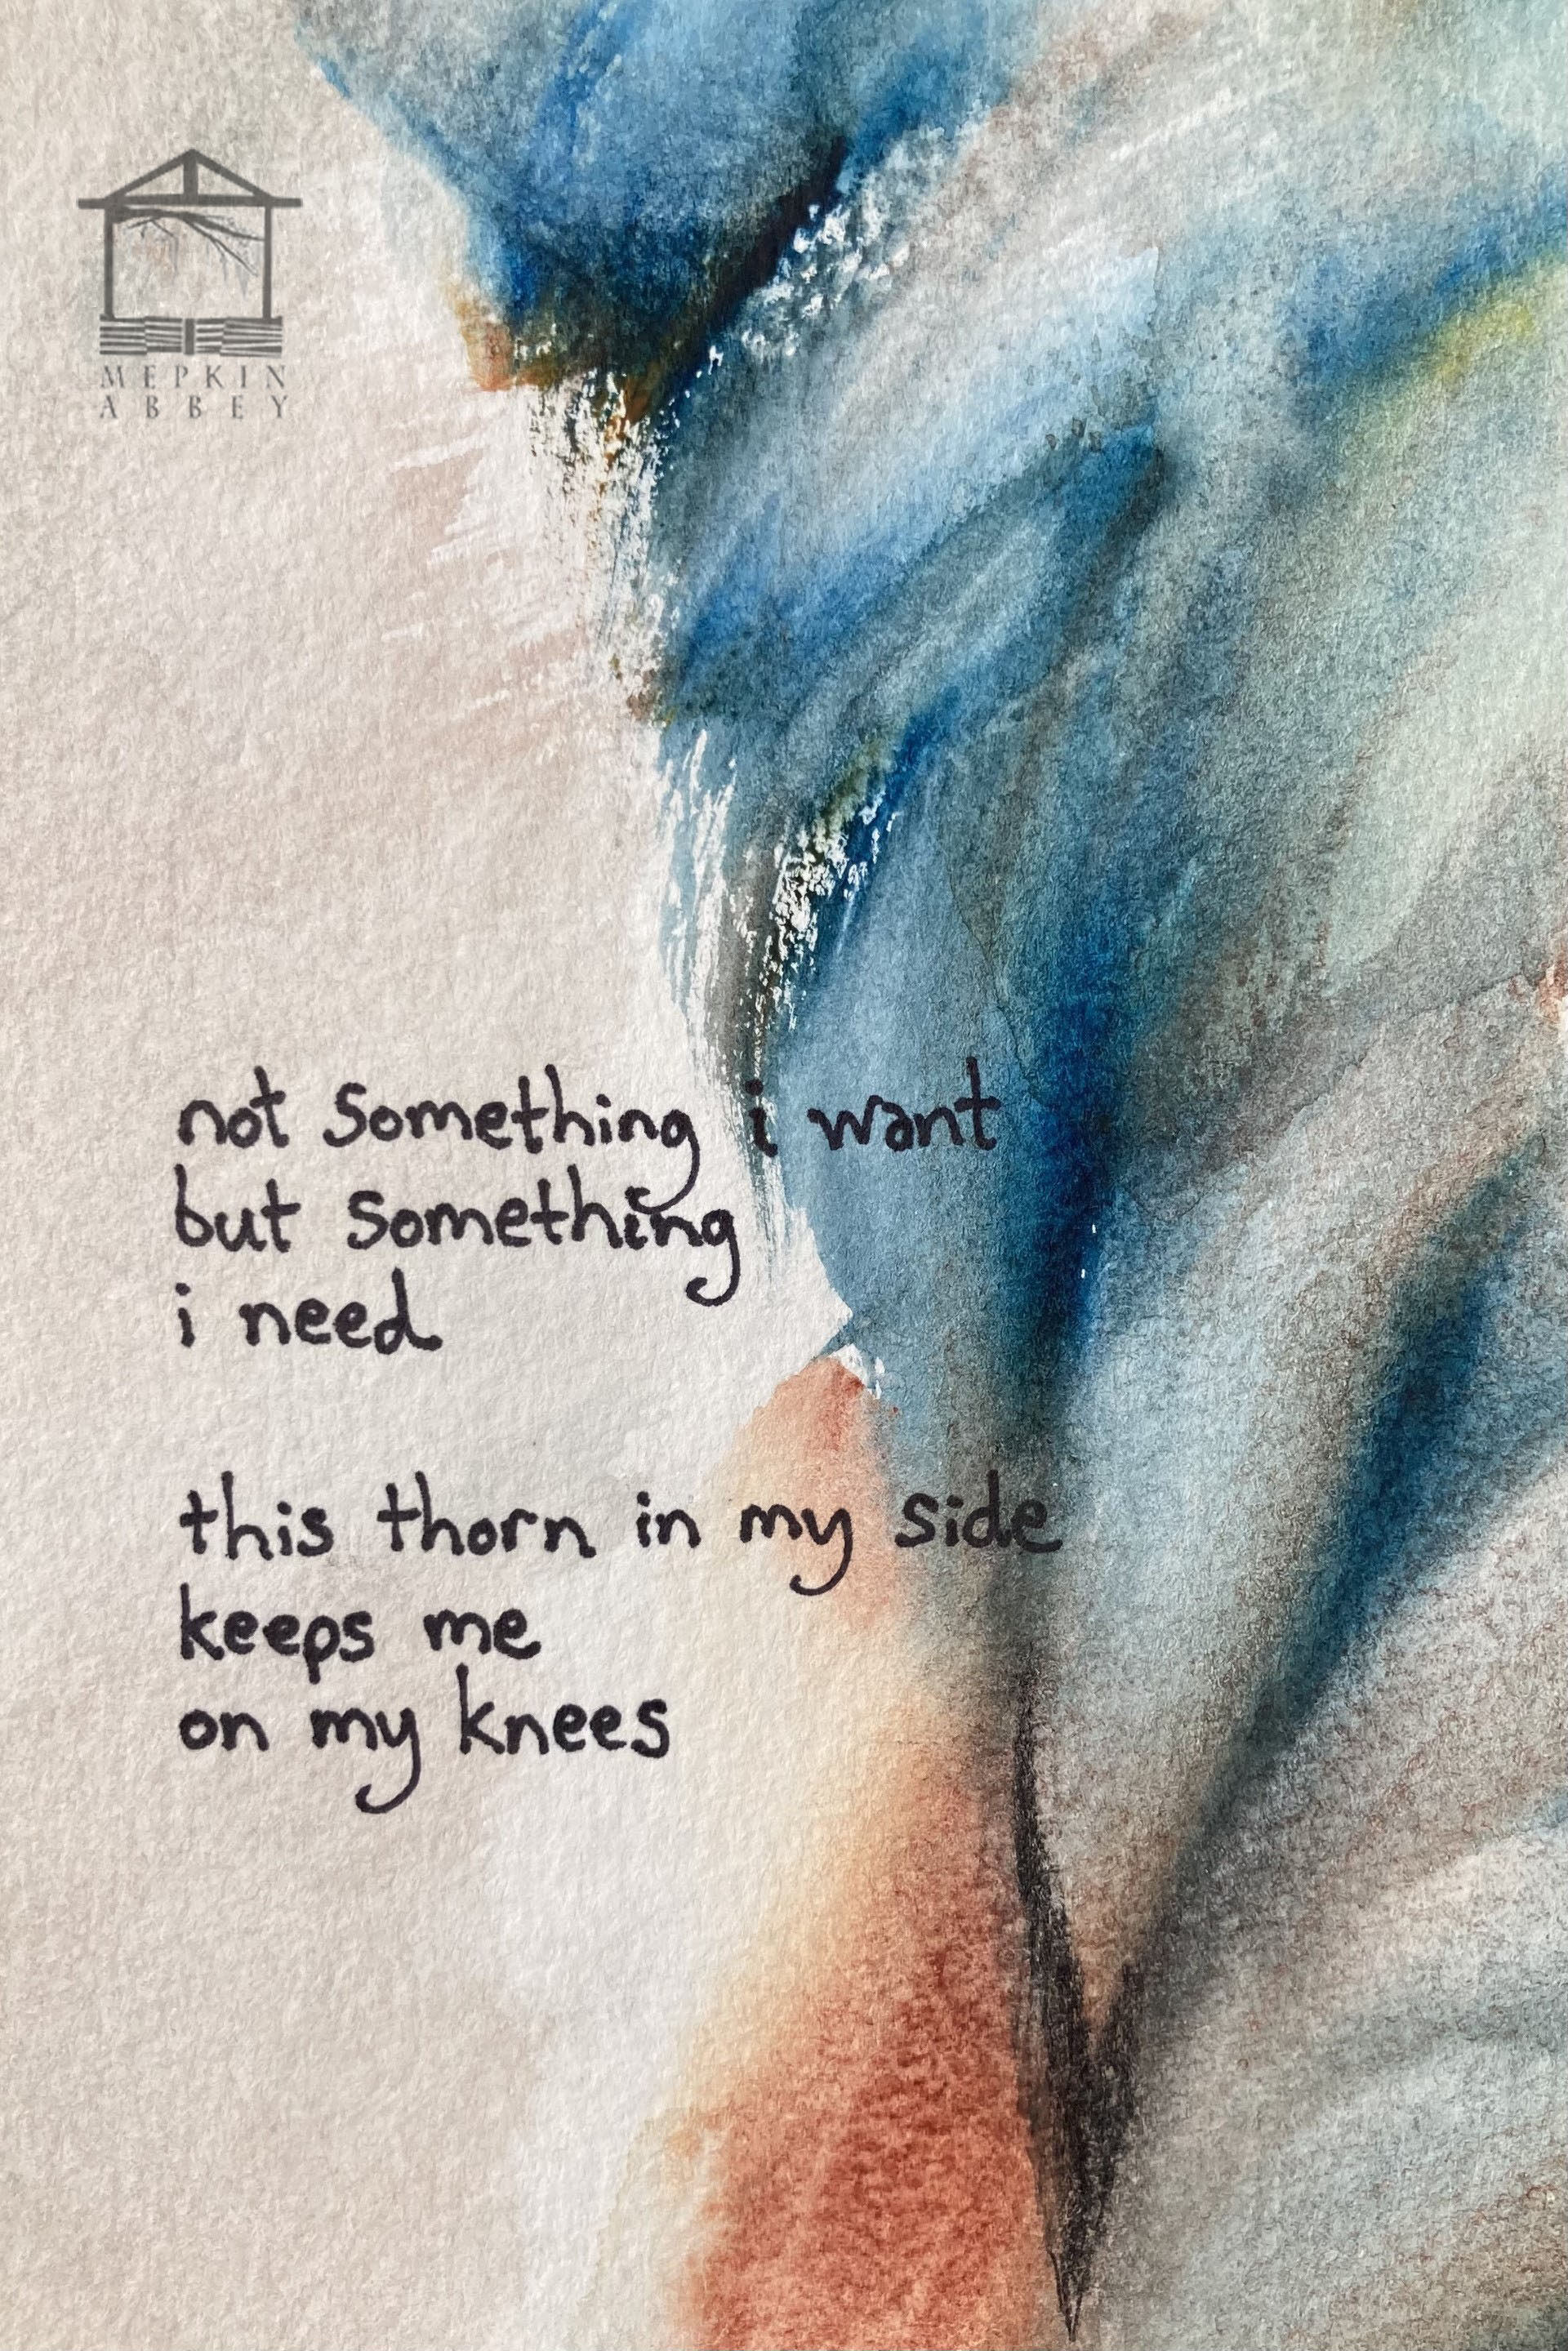 MEPKIN
ABBEY
not something i want
but something
i need
this thorn in my side
keeps me
on my knees